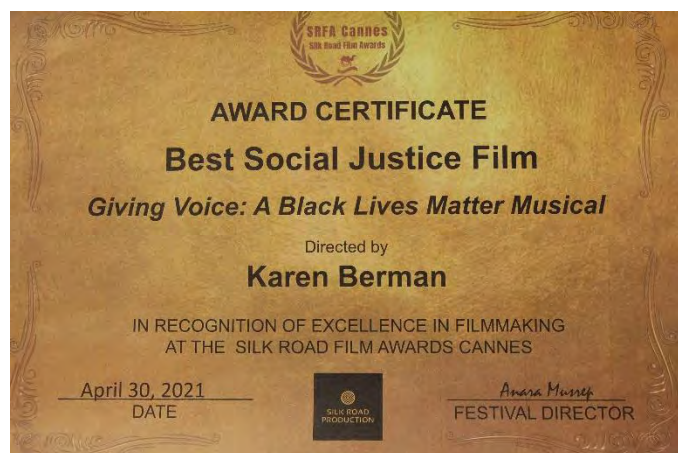 SRFA Cannes
Silk Road Film Awards
AWARD CERTIFICATE
Best Social Justice Film
Giving Voice: A Black Lives Matter Musical
Directed by
Karen Berman
IN RECOGNITION OF EXCELLENCE IN FILMMAKING
AT THE SILK ROAD FILM AWARDS CANNES
April 30, 2021
DATE
SILK ROAD
PRODUCTION
Anara Mussep
FESTIVAL DIRECTOR